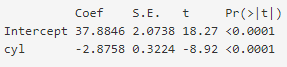 Coef S.E. t Pr(>|t|)
Intercept 37.8846 2.0738 18.27 <0.0001
cyl -2.8758 0.3224 -8.92 <0.0001